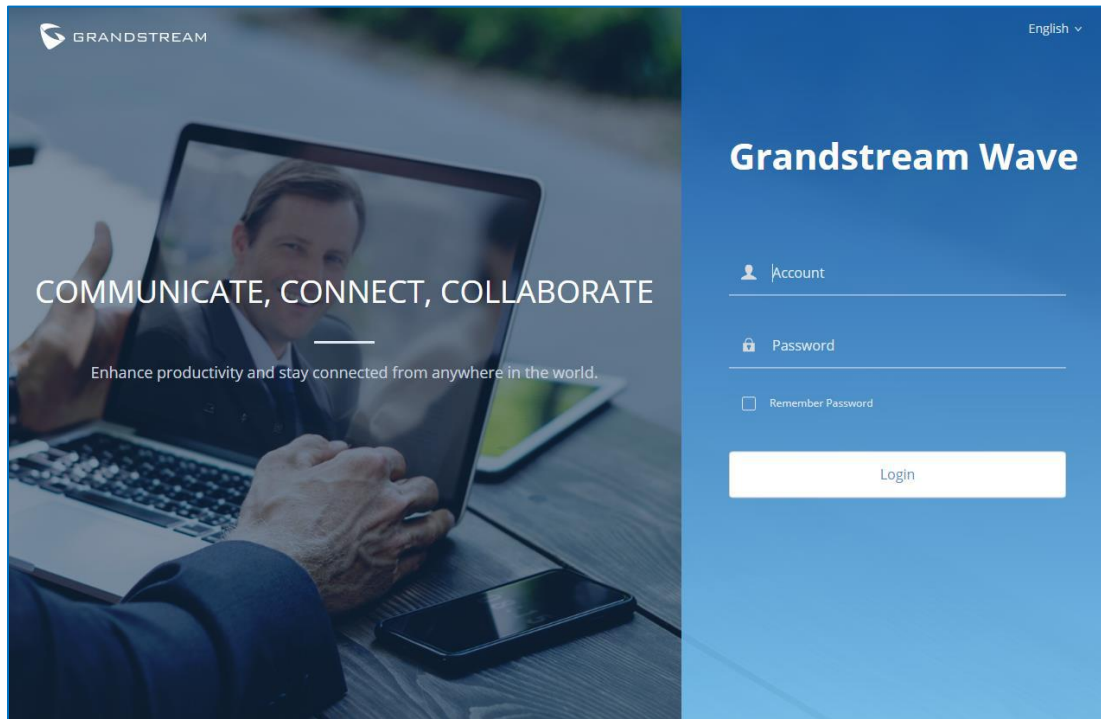 GRANDSTREAM
English
COMMUNICATE, CONNECT, COLLABORATE
Enhance productivity and stay connected from anywhere in the world.
Grandstream Wave
Account
Password
Remember Password
Login